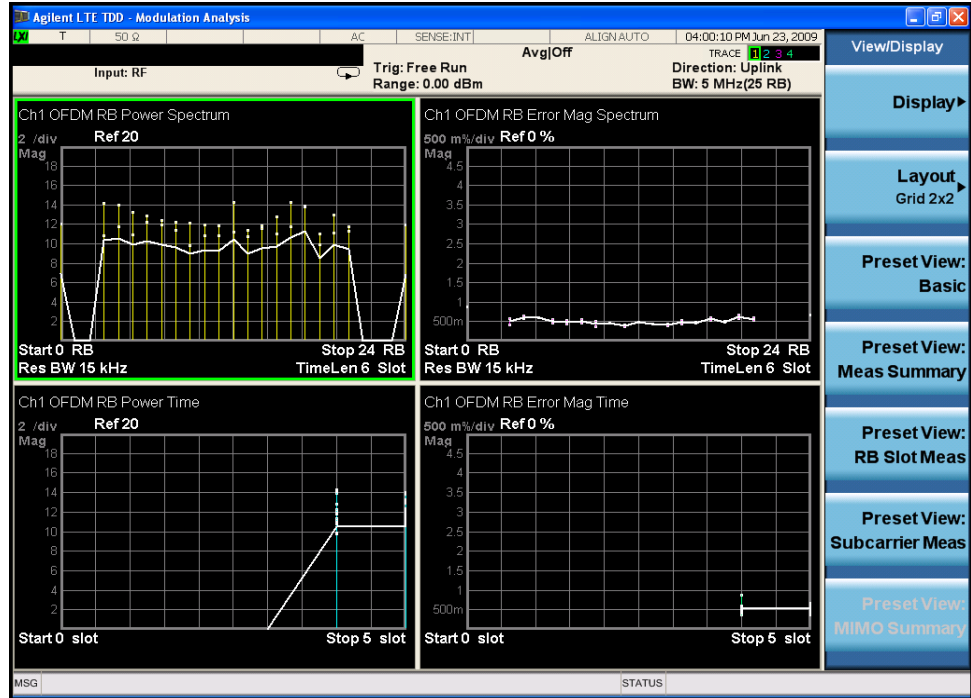 Agilent LTE TDD - Modulation Analysis
LXI T 50 Ω AC SENSE:INT ALIGN AUTO 04:00:10 PM Jun 23, 2009
Avg|Off TRACE 1 2 3 4
Input: RF Trig: Free Run Direction: Uplink
Range: 0.00 dBm BW: 5 MHz(25 RB)
Ch1 OFDM RB Power Spectrum
2 /div Ref 20
Mag
18
16
14
12
10
8
6
4
2
Start 0 RB Stop 24 RB
Res BW 15 kHz TimeLen 6 Slot
Ch1 OFDM RB Error Mag Spectrum
500 m%/div Ref 0 %
Mag
4.5
4
3.5
3
2.5
2
1.5
1
500m
Start 0 RB Stop 24 RB
Res BW 15 kHz TimeLen 6 Slot
Ch1 OFDM RB Power Time
2 /div Ref 20
Mag
18
16
14
12
10
8
6
4
2
Start 0 slot Stop 5 slot
Ch1 OFDM RB Error Mag Time
500 m%/div Ref 0 %
Mag
4.5
4
3.5
3
2.5
2
1.5
1
500m
Start 0 slot Stop 5 slot
View/Display
Display
Layout
Grid 2x2
Preset View:
Basic
Preset View:
Meas Summary
Preset View:
RB Slot Meas
Preset View:
Subcarrier Meas
Preset View:
MIMO Summary
MSG STATUS